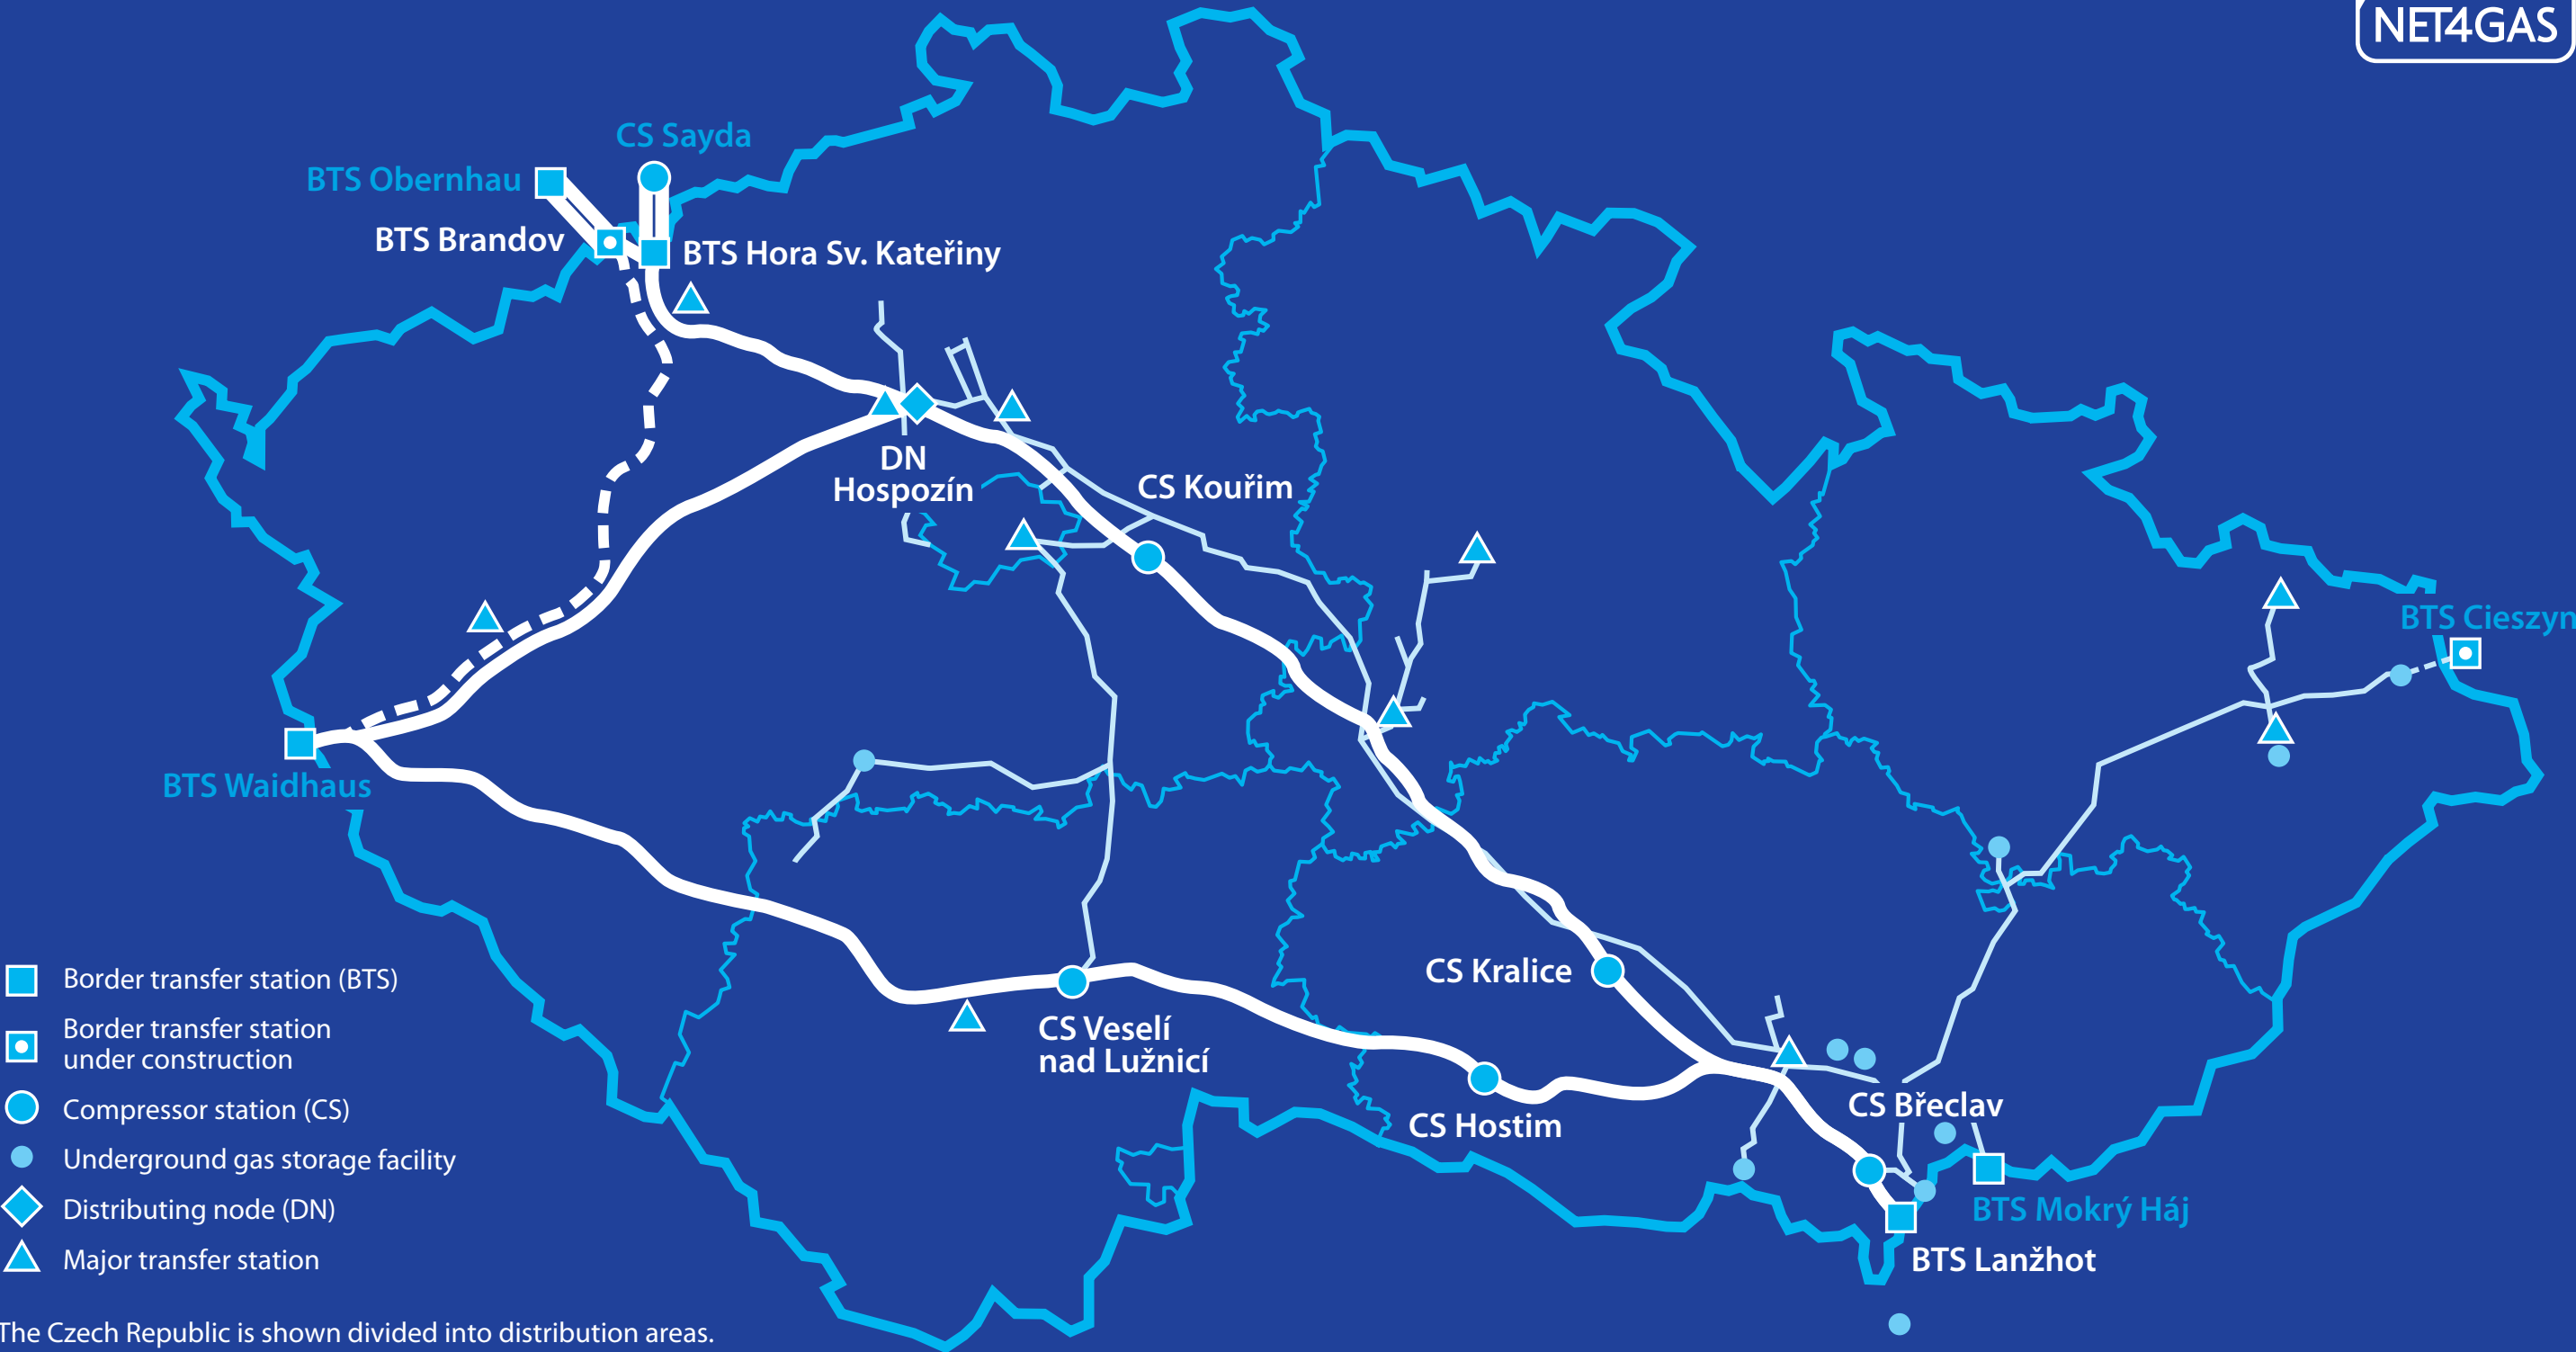 NET4GAS
CS Sayda
BTS Obernhau
BTS Brandov
BTS Hora Sv. Kateřiny
DN
Hospozín
CS Kouřim
BTS Cieszyn
BTS Waidhaus
CS Kralice
CS Veselí
nad Lužnicí
CS Hostim
CS Břeclav
BTS Mokrý Háj
BTS Lanžhot
Border transfer station (BTS)
Border transfer station
under construction
Compressor station (CS)
Underground gas storage facility
Distributing node (DN)
Major transfer station
The Czech Republic is shown divided into distribution areas.